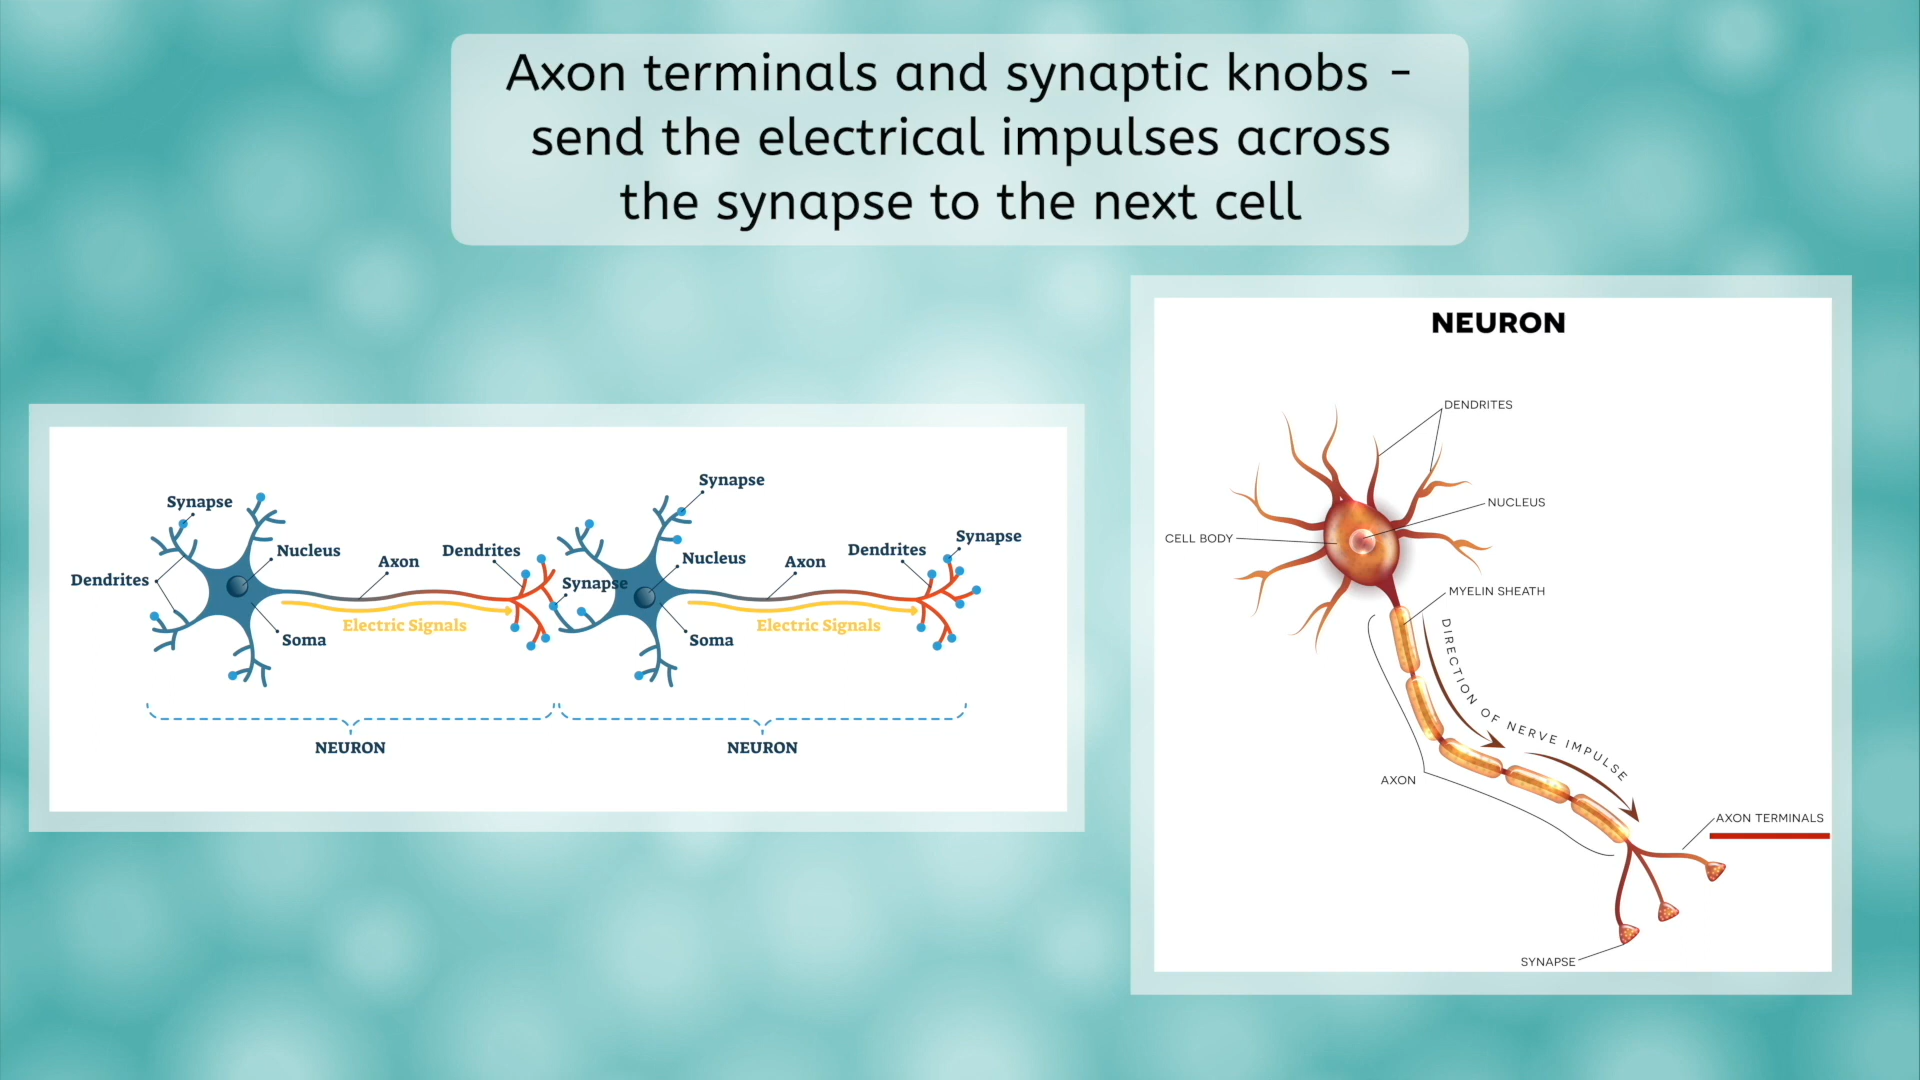 Axon terminals and synaptic knobs -
send the electrical impulses across
the synapse to the next cell
Synapse
Dendrites
Nucleus
Soma
Axon
Electric Signals
Dendrites
Synapse
NEURON
Synapse
Nucleus
Soma
Axon
Electric Signals
Dendrites
Synapse
NEURON
NEURON
DENDRITES
NUCLEUS
CELL BODY
MYELIN SHEATH
DIRECTION OF NERVE IMPULSE
AXON
AXON TERMINALS
SYNAPSE